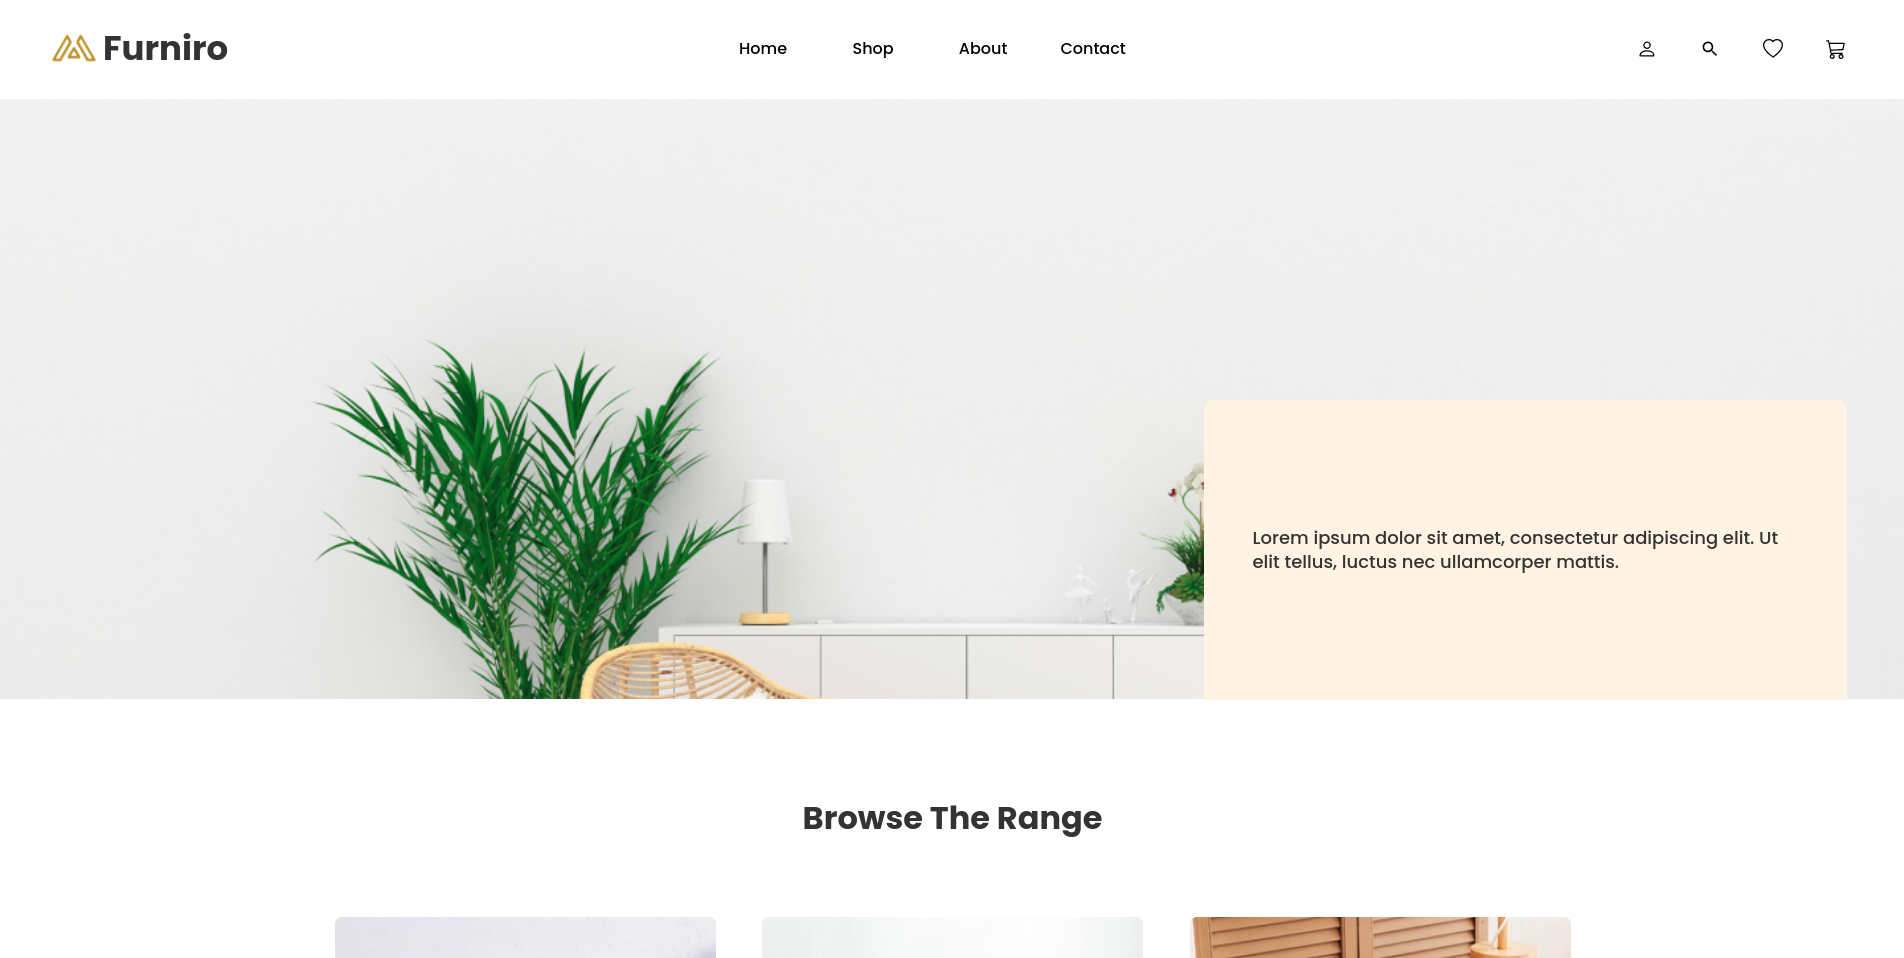 Furniro
Home
Shop
About
Contact
Lorem ipsum dolor sit amet, consectetur adipiscing elit. Ut
elit tellus, luctus nec ullamcorper mattis.
Browse The Range